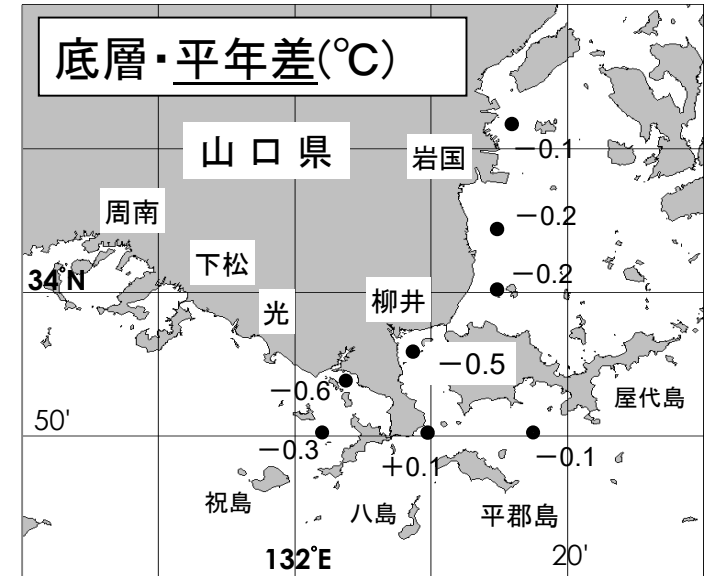 底層・平年差(℃)
山口県
岩国
−0.1
周南
−0.2
下松
34°N
−0.2
光
柳井
−0.5
−0.6
屋代島
50'
−0.3
+0.1
−0.1
祝島
八島
平郡島
132°E
20'